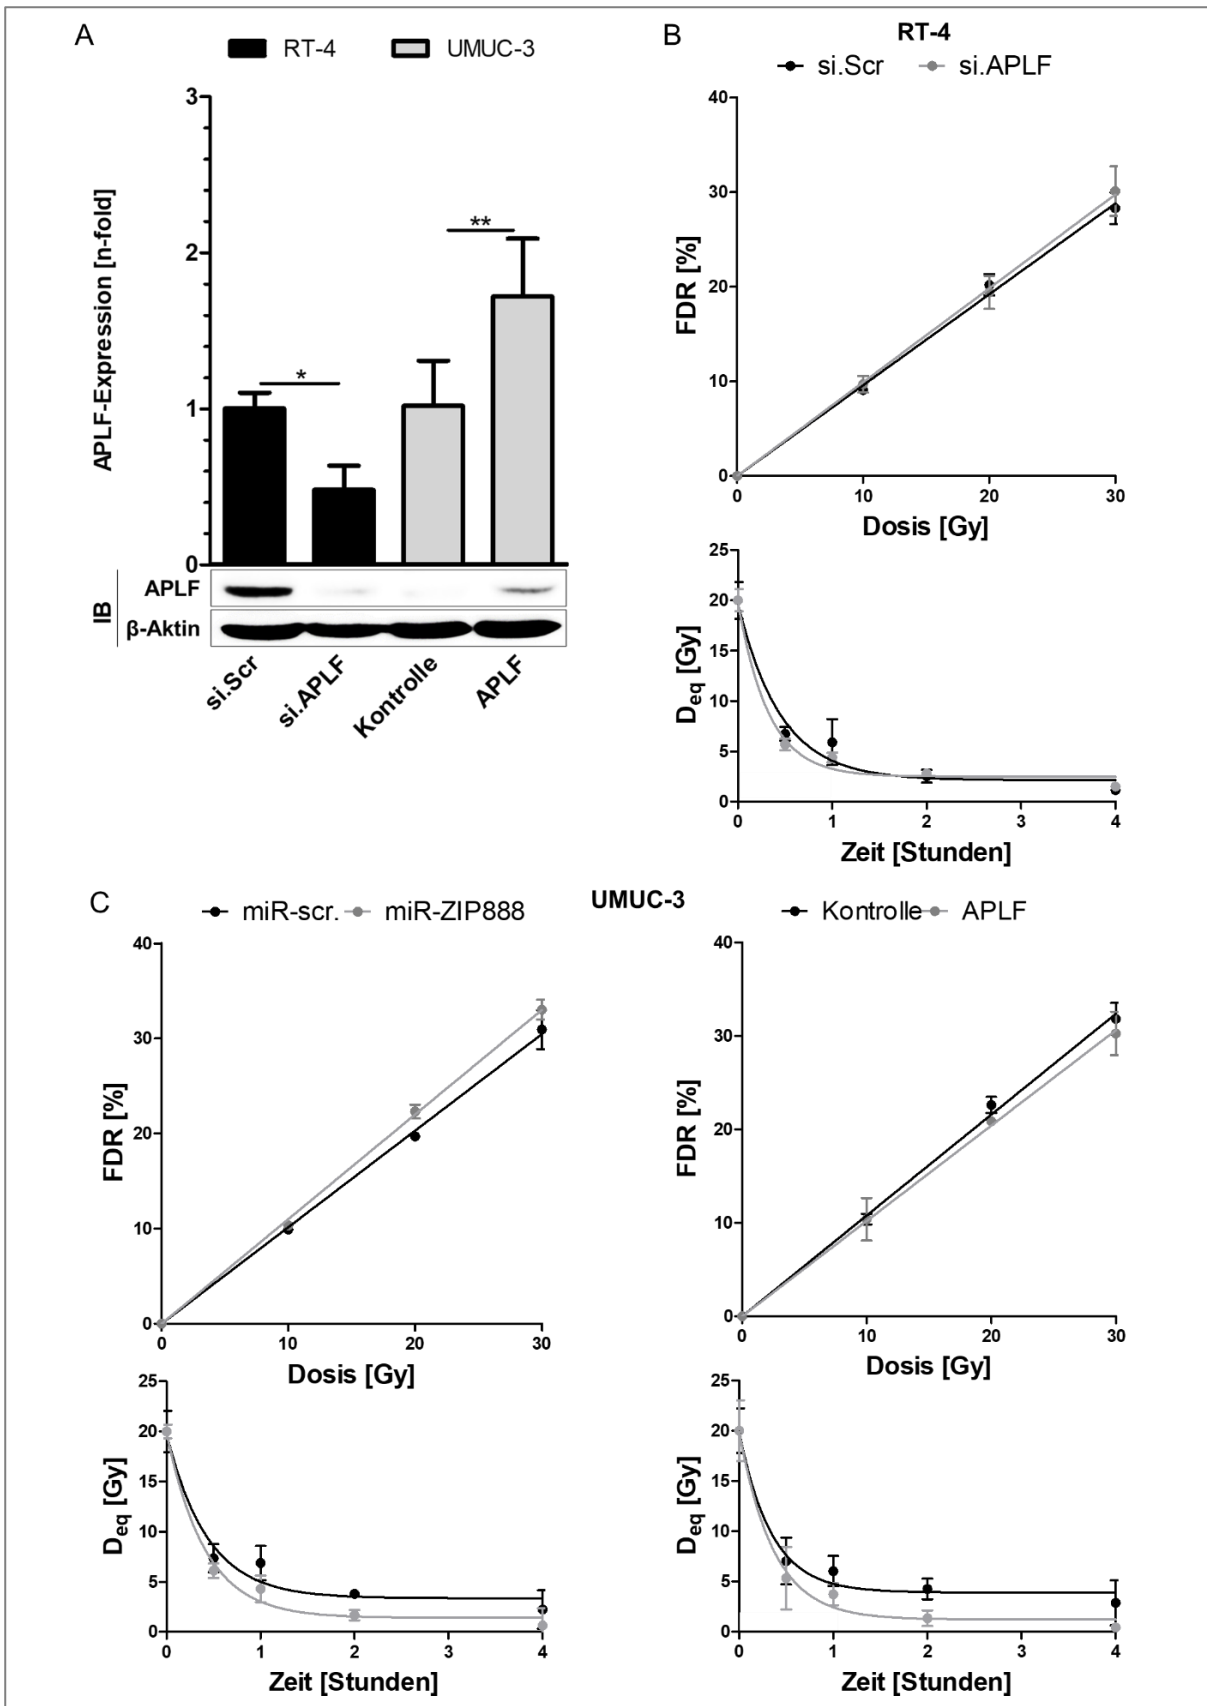 A
RT-4 UMUC-3
APLF-Expression [n-fold]
3
2
1
0
*
**
IB
APLF
β-Aktin
si.Scr si.APLF Kontrolle APLF
B
RT-4
si.Scr si.APLF
FDR [%]
40
30
20
10
0
0 10 20 30
Dosis [Gy]
Deq [Gy]
25
20
15
10
5
0
0 1 2 3 4
Zeit [Stunden]
C
UMUC-3
miR-scr. miR-ZIP888
FDR [%]
40
30
20
10
0
0 10 20 30
Dosis [Gy]
Deq [Gy]
25
20
15
10
5
0
0 1 2 3 4
Zeit [Stunden]
Kontrolle APLF
FDR [%]
40
30
20
10
0
0 10 20 30
Dosis [Gy]
Deq [Gy]
25
20
15
10
5
0
0 1 2 3 4
Zeit [Stunden]